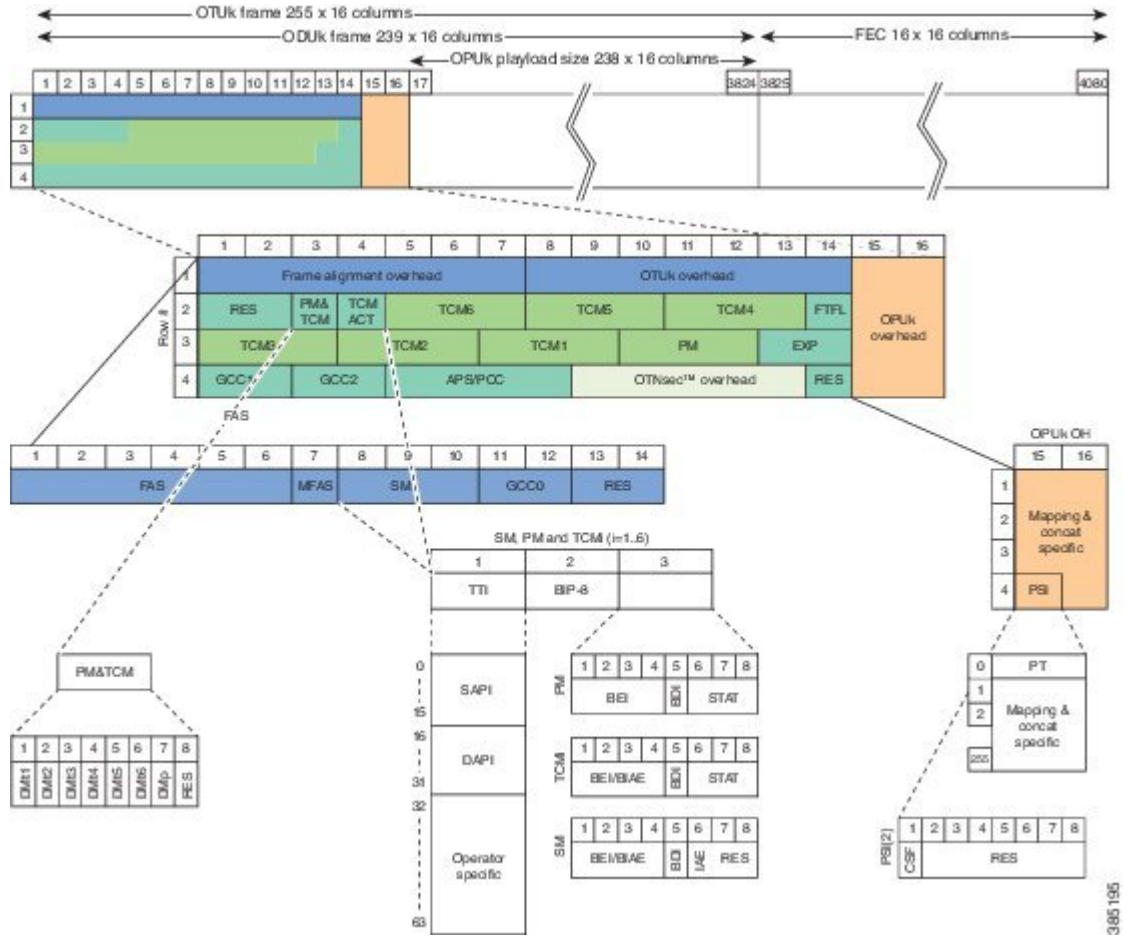 OTUk frame 255 x 16 columns
ODUk frame 239 x 16 columns
FEC 16 x 16 columns
OPUk playload size 238 x 16 columns
1 2 3 4 5 6 7 8 9 10 11 12 13 14 15 16 17 3824 3825 4080
1
2
3
4
1 2 3 4 5 6 7 8 9 10 11 12 13 14 15 16
Row #
1 Frame alignment overhead OTUk overhead
2 RES PM& TCM TCM ACT TCM6 TCM5 TCM4 FTFL
OPUk overhead
3 TCM3 TCM2 TCM1 PM EXP
4 GCC1 GCC2 APS/PCC OTNsec™ overhead RES
FAS
1 2 3 4 5 6 7 8 9 10 11 12 13 14
FAS MFAS SM GCC0 RES
OPUk OH
15 16
1
2
3
4
Mapping & concat specific
PSI
SM, PM and TCMi (i=1..6)
1 2 3
TTI BIP-8
PM&TCM
1 2 3 4 5 6 7 8
DMt1 DMt2 DMt3 DMt4 DMt5 DMt6 DMp RES
0
SAPI
15
16
DAPI
31
32
Operator specific
63
PM
1 2 3 4 5 6 7 8
BEI BDI STAT
TCMi
1 2 3 4 5 6 7 8
BEI/BIAE BDI STAT
SM
1 2 3 4 5 6 7 8
BEI/BIAE BDI IAE RES
0 PT
1
2
255
Mapping & concat specific
PSI[2]
1 2 3 4 5 6 7 8
CSF RES
385195